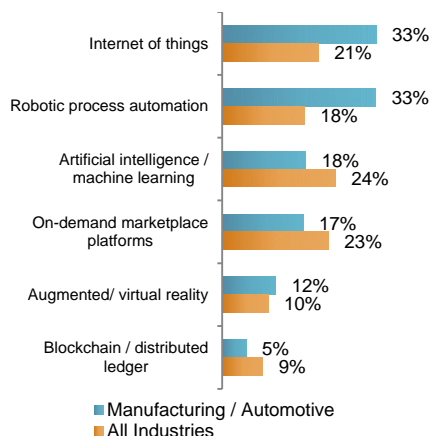 Internet of things
33%
21%
Robotic process automation
33%
18%
Artificial intelligence /
machine learning
18%
24%
On-demand marketplace
platforms
17%
23%
Augmented/ virtual reality
12%
10%
Blockchain / distributed
ledger
5%
9%
Manufacturing / Automotive
All Industries